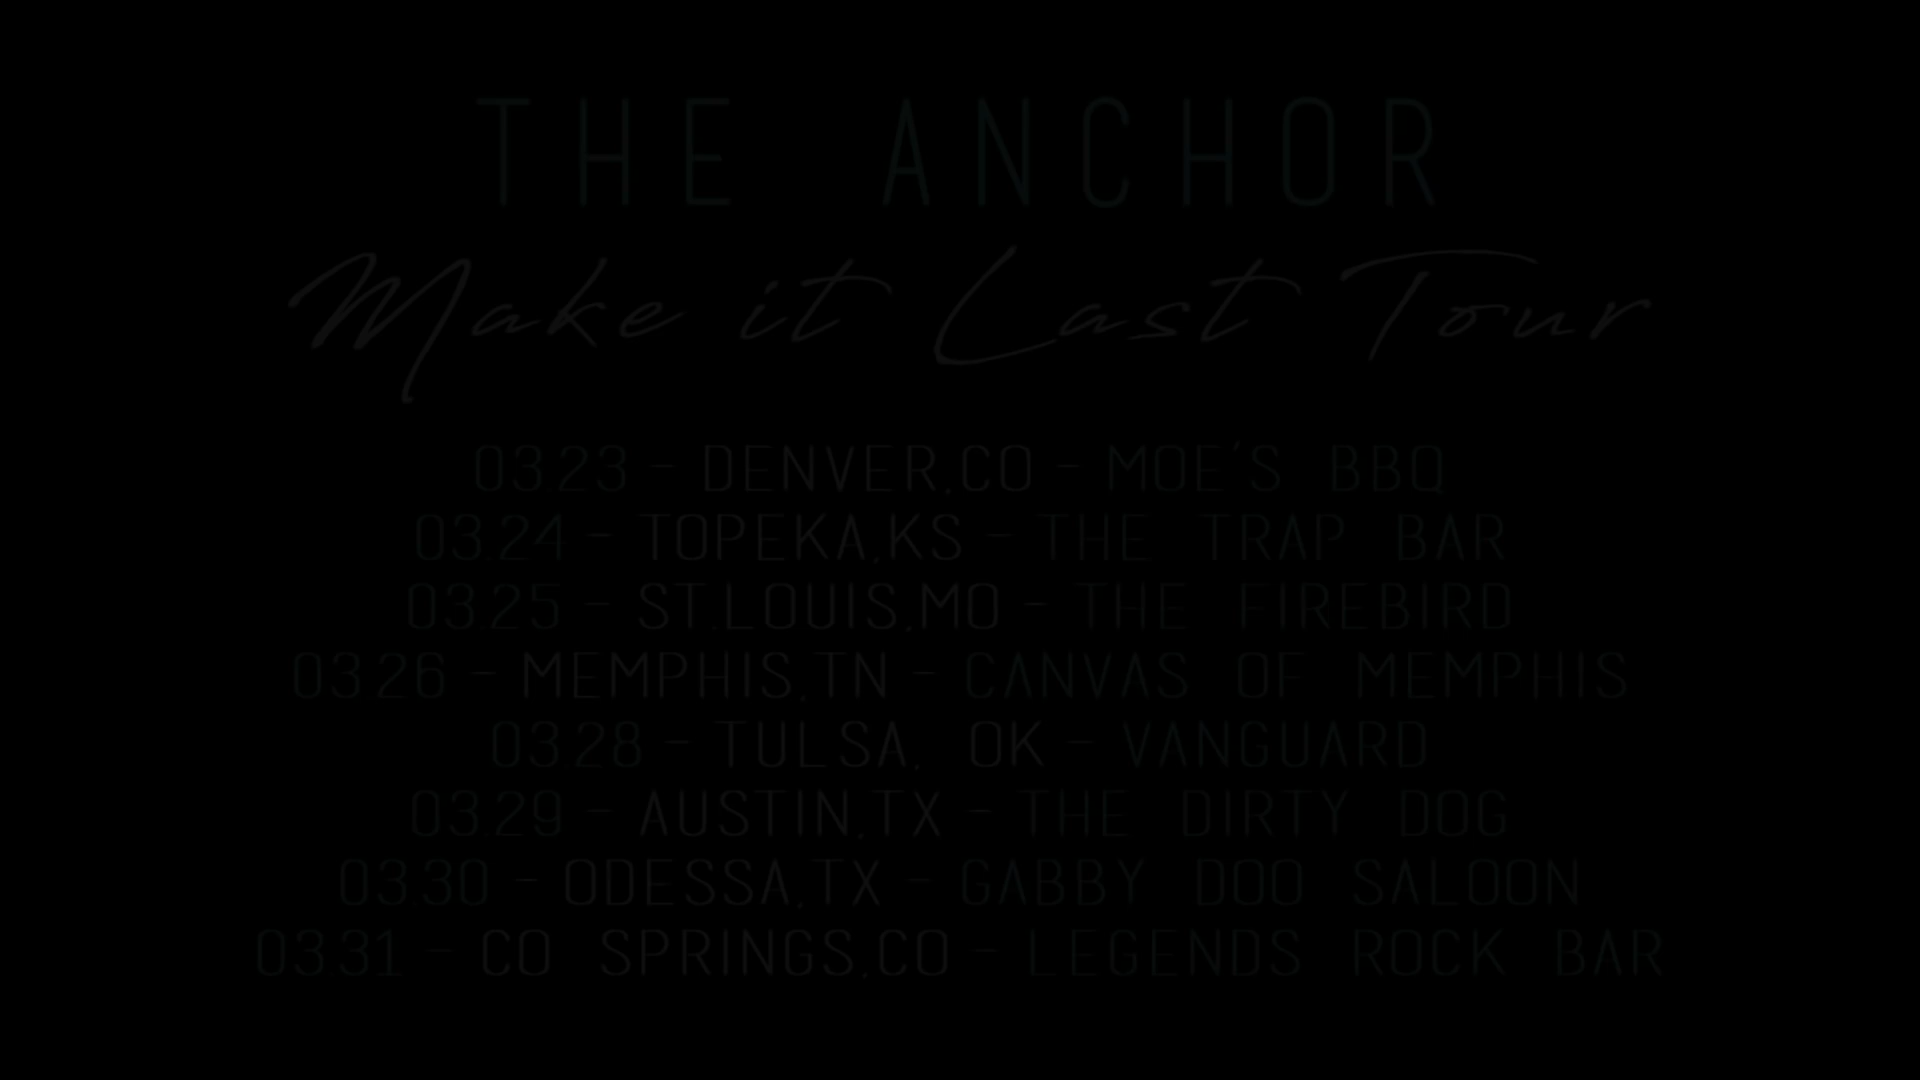 THE ANCHOR
Make it Last Tour
03.23 - DENVER,CO - MOE'S BBQ
03.24 - TOPEKA,KS - THE TRAP BAR
03.25 - ST.LOUIS,MO - THE FIREBIRD
03.26 - MEMPHIS,TN - CANVAS OF MEMPHIS
03.28 - TULSA, OK - VANGUARD
03.29 - AUSTIN,TX - THE DIRTY DOG
03.30 - ODESSA,TX - GABBY DOO SALOON
03.31 - CO SPRINGS,CO - LEGENDS ROCK BAR